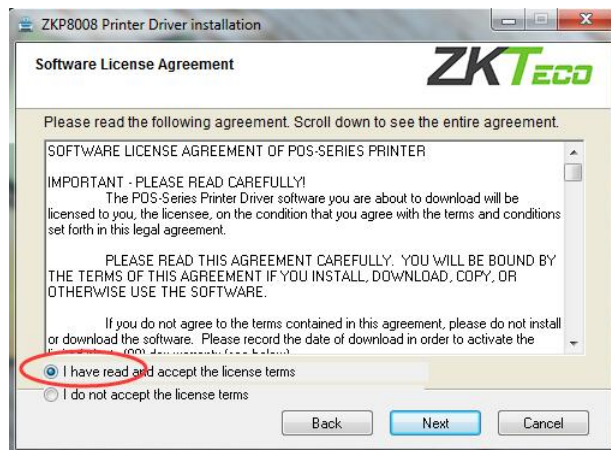 ZKP8008 Printer Driver installation
Software License Agreement
ZKTECO
Please read the following agreement. Scroll down to see the entire agreement.
SOFTWARE LICENSE AGREEMENT OF POS-SERIES PRINTER
IMPORTANT - PLEASE READ CAREFULLY!
The POS-Series Printer Driver software you are about to download will be
licensed to you, the licensee, on the condition that you agree with the terms and conditions
set forth in this legal agreement.
PLEASE READ THIS AGREEMENT CAREFULLY. YOU WILL BE BOUND BY
THE TERMS OF THIS AGREEMENT IF YOU INSTALL, DOWNLOAD, COPY, OR
OTHERWISE USE THE SOFTWARE.
If you do not agree to the terms contained in this agreement, please do not install
or download the software. Please record the date of download in order to activate the
I have read and accept the license terms
I do not accept the license terms
Back Next Cancel